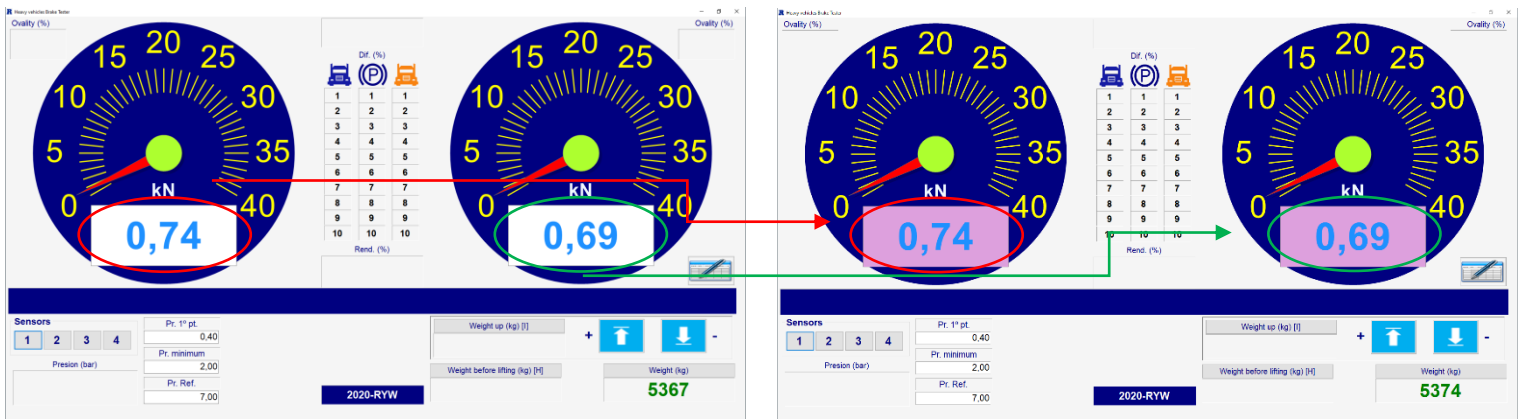 Heavy vehicles Brake Tester
Ovality (%)
Ovality (%)
0 5 10 15 20 25 30 35 40
kN
0,74
Dif. (%)
P
1 1 1
2 2 2
3 3 3
4 4 4
5 5 5
6 6 6
7 7 7
8 8 8
9 9 9
10 10 10
Rend. (%)
0 5 10 15 20 25 30 35 40
kN
0,69
Sensors
1 2 3 4
Presion (bar)
Pr. 1º pt.
0,40
Pr. minimum
2,00
Pr. Ref.
7,00
2020-RYW
Weight up (kg) [I]
+ -
Weight before lifting (kg) [H]
Weight (kg)
5367
Heavy vehicles Brake Tester
Ovality (%)
Ovality (%)
0 5 10 15 20 25 30 35 40
kN
0,74
Dif. (%)
P
1 1 1
2 2 2
3 3 3
4 4 4
5 5 5
6 6 6
7 7 7
8 8 8
9 9 9
10 10 10
Rend. (%)
0 5 10 15 20 25 30 35 40
kN
0,69
Sensors
1 2 3 4
Presion (bar)
Pr. 1º pt.
0,40
Pr. minimum
2,00
Pr. Ref.
7,00
2020-RYW
Weight up (kg) [I]
+ -
Weight before lifting (kg) [H]
Weight (kg)
5374